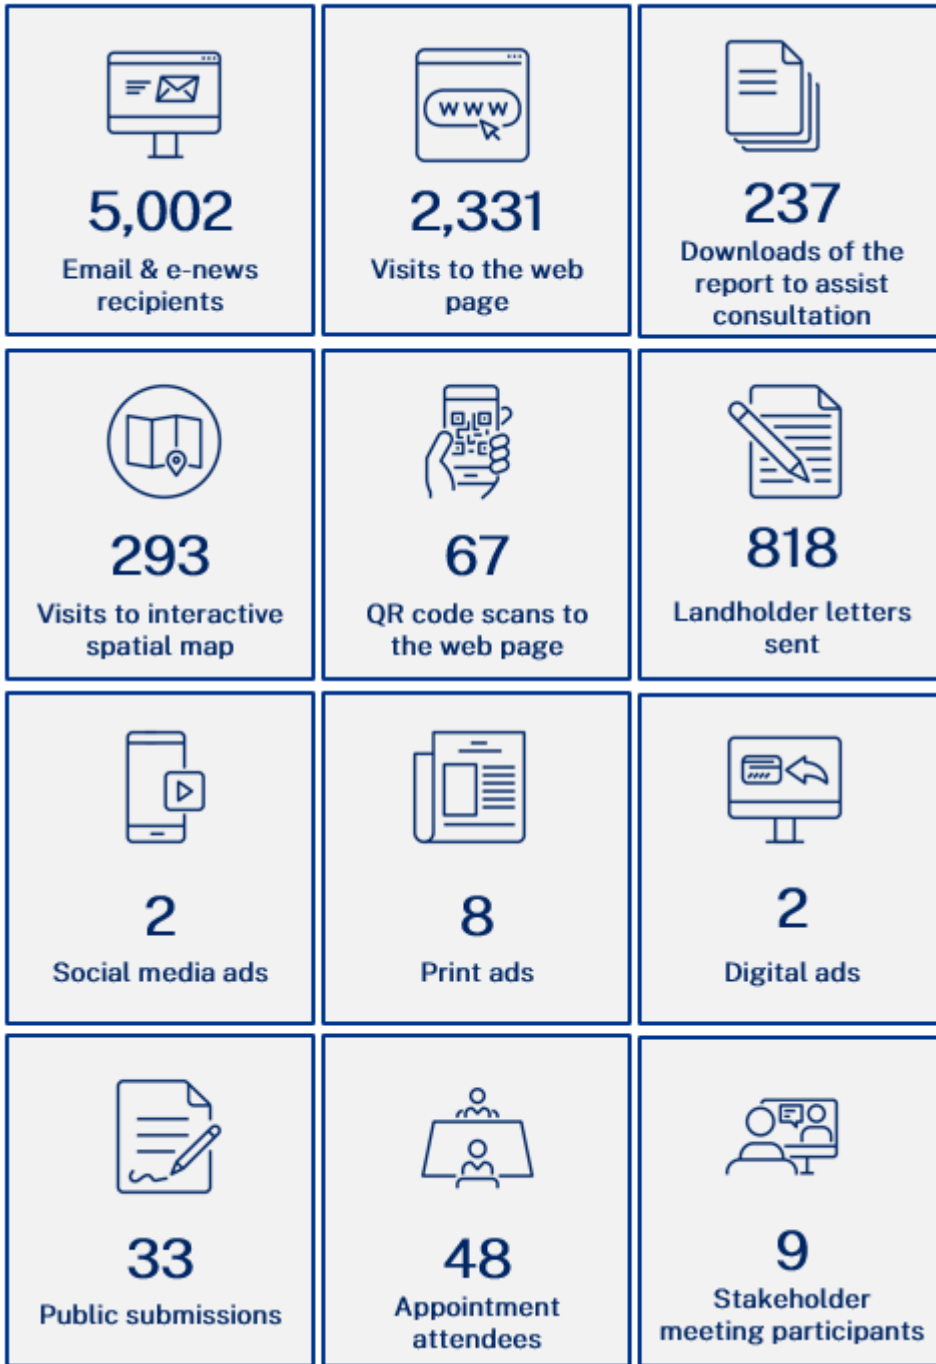 www
5,002
Email & e-news
recipients
2,331
Visits to the web
page
237
Downloads of the
report to assist
consultation
293
Visits to interactive
spatial map
67
QR code scans to
the web page
818
Landholder letters
sent
2
Social media ads
8
Print ads
2
Digital ads
33
Public submissions
48
Appointment
attendees
9
Stakeholder
meeting participants